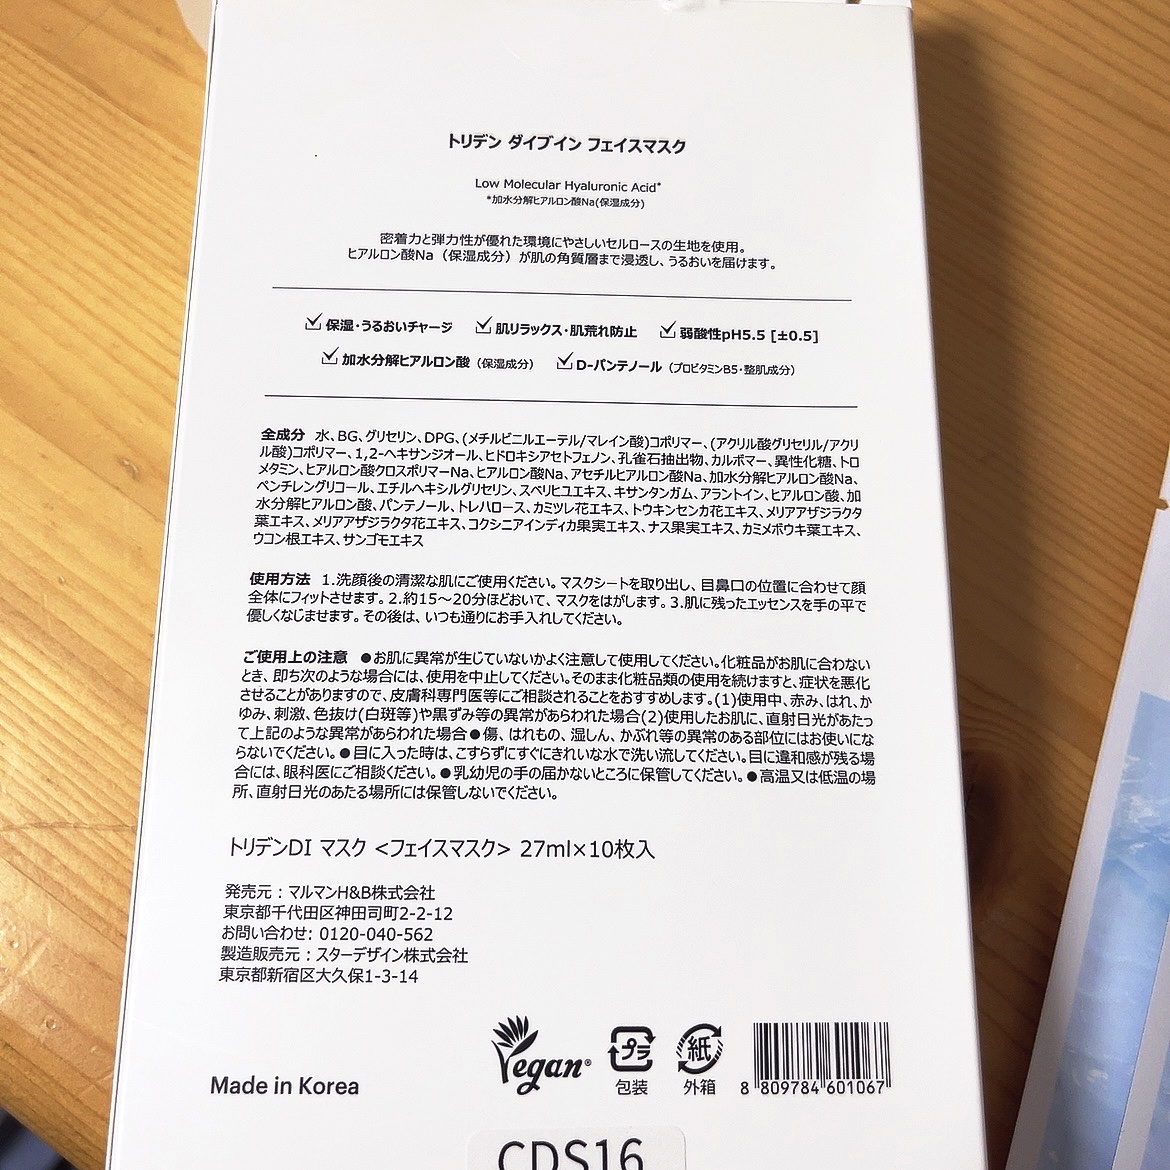 トリデン ダイブイン フェイスマスク
Low Molecular Hyaluronic Acid*
*加水分解ヒアルロン酸Na(保湿成分)
密着力と弾力性が優れた環境にやさしいセルロースの生地を使用。
ヒアルロン酸Na（保湿成分）が肌の角質層まで浸透し、うるおいを届けます。
保湿・うるおいチャージ 肌リラックス・肌荒れ防止 弱酸性pH5.5 [±0.5]
加水分解ヒアルロン酸（保湿成分） D-パンテノール（プロビタミンB5・整肌成分）
全成分 水、BG、グリセリン、DPG、(メチルビニルエーテル/マレイン酸)コポリマー、(アクリル酸グリセリル/アクリ
ル酸)コポリマー、1,2-ヘキサンジオール、ヒドロキシアセトフェノン、孔雀石抽出物、カルボマー、異性化糖、トロ
メタミン、ヒアルロン酸クロスポリマーNa、ヒアルロン酸Na、アセチルヒアルロン酸Na、加水分解ヒアルロン酸Na、
ペンチレングリコール、エチルヘキシルグリセリン、スベリヒユエキス、キサンタンガム、アラントイン、ヒアルロン酸、加
水分解ヒアルロン酸、パンテノール、トレハロース、カミツレ花エキス、トウキンセンカ花エキス、メリアアザジラクタ
葉エキス、メリアアザジラクタ花エキス、コクシニアインディカ果実エキス、ナス果実エキス、カミメボウキ葉エキス、
ウコン根エキス、サンゴモエキス
使用方法 1.洗顔後の清潔な肌にご使用ください。マスクシートを取り出し、目鼻口の位置に合わせて顔
全体にフィットさせます。2.約15～20分ほどおいて、マスクをはがします。3.肌に残ったエッセンスを手の平で
優しくなじませます。その後は、いつも通りにお手入れしてください。
ご使用上の注意 ●お肌に異常が生じていないかよく注意して使用してください。化粧品がお肌に合わない
とき、即ち次のような場合には、使用を中止してください。そのまま化粧品類の使用を続けますと、症状を悪化
させることがありますので、皮膚科専門医等にご相談されることをおすすめします。(1)使用中、赤み、はれ、か
ゆみ、刺激、色抜け(白斑等)や黒ずみ等の異常があらわれた場合(2)使用したお肌に、直射日光があたっ
て上記のような異常があらわれた場合●傷、はれもの、湿しん、かぶれ等の異常のある部位にはお使いにな
らないでください。●目に入った時は、こすらずにすぐにきれいな水で洗い流してください。目に違和感が残る場
合には、眼科医にご相談ください。●乳幼児の手の届かないところに保管してください。●高温又は低温の場
所、直射日光のあたる場所には保管しないでください。
トリデンDI マスク <フェイスマスク> 27ml×10枚入
発売元：マルマンH&B株式会社
東京都千代田区神田司町2-2-12
お問い合わせ: 0120-040-562
製造販売元：スターデザイン株式会社
東京都新宿区大久保1-3-14
Made in Korea
Vegan®
プラ
包装
紙
外箱
8 809784 601067
CDS16